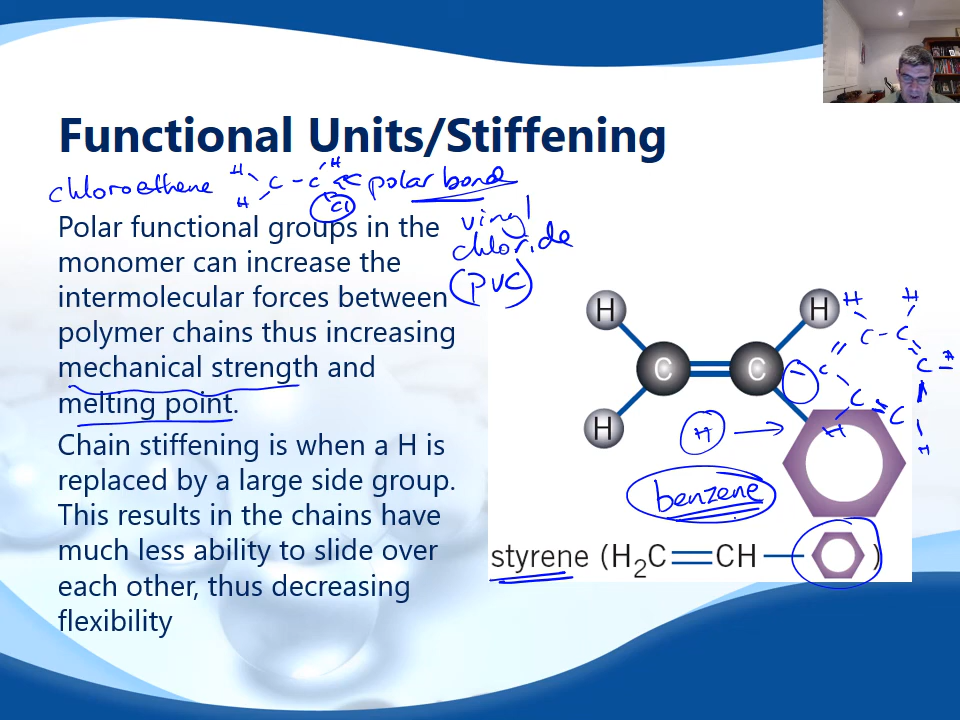 Functional Units/Stiffening
chloroethene H H C - C H Cl polar bond
vinyl
chloride
(PVC)
Polar functional groups in the
monomer can increase the
intermolecular forces between
polymer chains thus increasing
mechanical strength and
melting point.
Chain stiffening is when a H is
replaced by a large side group.
This results in the chains have
much less ability to slide over
each other, thus decreasing
flexibility
H H H H
C - C
C C C C
H H
H
H
benzene
styrene (H2C=CH—)